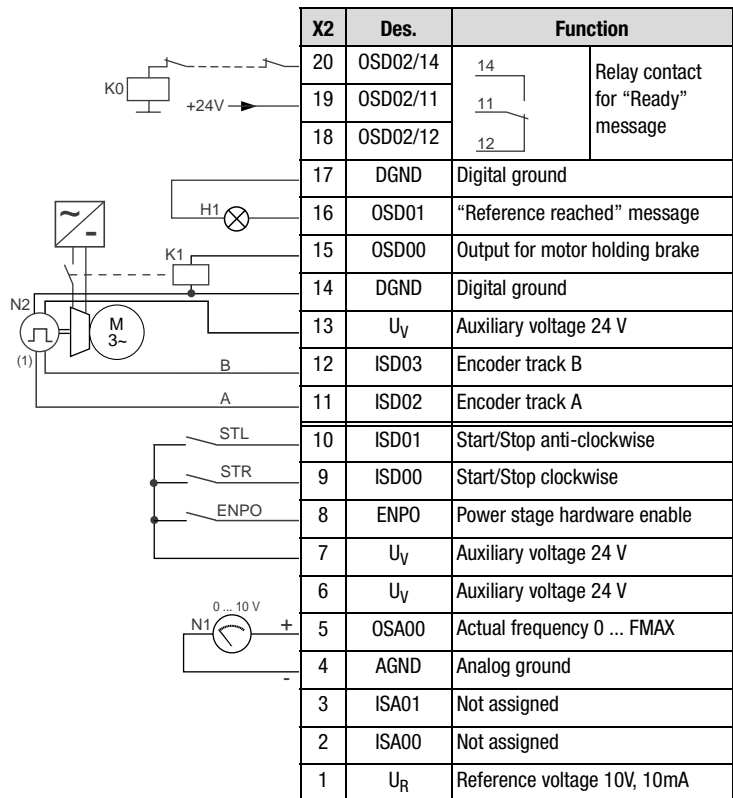 X2 Des. Function
20 OSD02/14 14 Relay contact for "Ready" message
19 OSD02/11 11
18 OSD02/12 12
17 DGND Digital ground
16 OSD01 "Reference reached" message
15 OSD00 Output for motor holding brake
14 DGND Digital ground
13 UV Auxiliary voltage 24 V
12 ISD03 Encoder track B
11 ISD02 Encoder track A
10 ISD01 Start/Stop anti-clockwise
9 ISD00 Start/Stop clockwise
8 ENPO Power stage hardware enable
7 UV Auxiliary voltage 24 V
6 UV Auxiliary voltage 24 V
5 OSA00 Actual frequency 0 ... FMAX
4 AGND Analog ground
3 ISA01 Not assigned
2 ISA00 Not assigned
1 UR Reference voltage 10V, 10mA
K0
+24V
H1
~
-
K1
N2
M
3~
(1)
B
A
STL
STR
ENPO
0 ... 10 V
N1 +
-